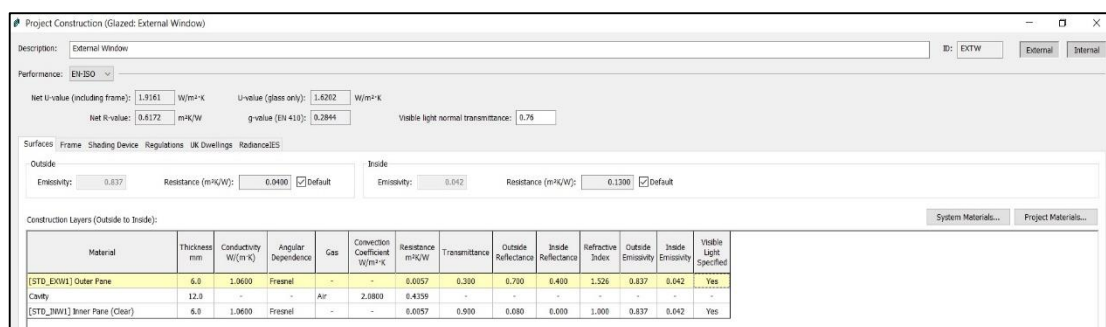 Project Construction (Glazed: External Window)
Description: External Window ID: EXTW External Internal
Performance: EN-ISO
Net U-value (including frame): 1.9161 W/m²·K U-value (glass only): 1.6202 W/m²·K
Net R-value: 0.6172 m²K/W g-value (EN 410): 0.2844 Visible light normal transmittance: 0.76
Surfaces Frame Shading Device Regulations UK Dwellings RadianceIES
Outside Inside
Emissivity: 0.837 Resistance (m²K/W): 0.0400 Default Emissivity: 0.042 Resistance (m²K/W): 0.1300 Default
System Materials... Project Materials...
Construction Layers (Outside to Inside):
Material Thickness mm Conductivity W/(m·K) Angular Dependence Gas Convection Coefficient W/m²·K Resistance m²K/W Transmittance Outside Reflectance Inside Reflectance Refractive Index Outside Emissivity Inside Emissivity Visible Light Specified
[STD_EXW1] Outer Pane 6.0 1.0600 Fresnel - - 0.0057 0.300 0.700 0.400 1.526 0.837 0.042 Yes
Cavity 12.0 - - Air 2.0800 0.4359 - - - - - - -
[STD_INW1] Inner Pane (Clear) 6.0 1.0600 Fresnel - - 0.0057 0.900 0.080 0.000 1.000 0.837 0.042 Yes